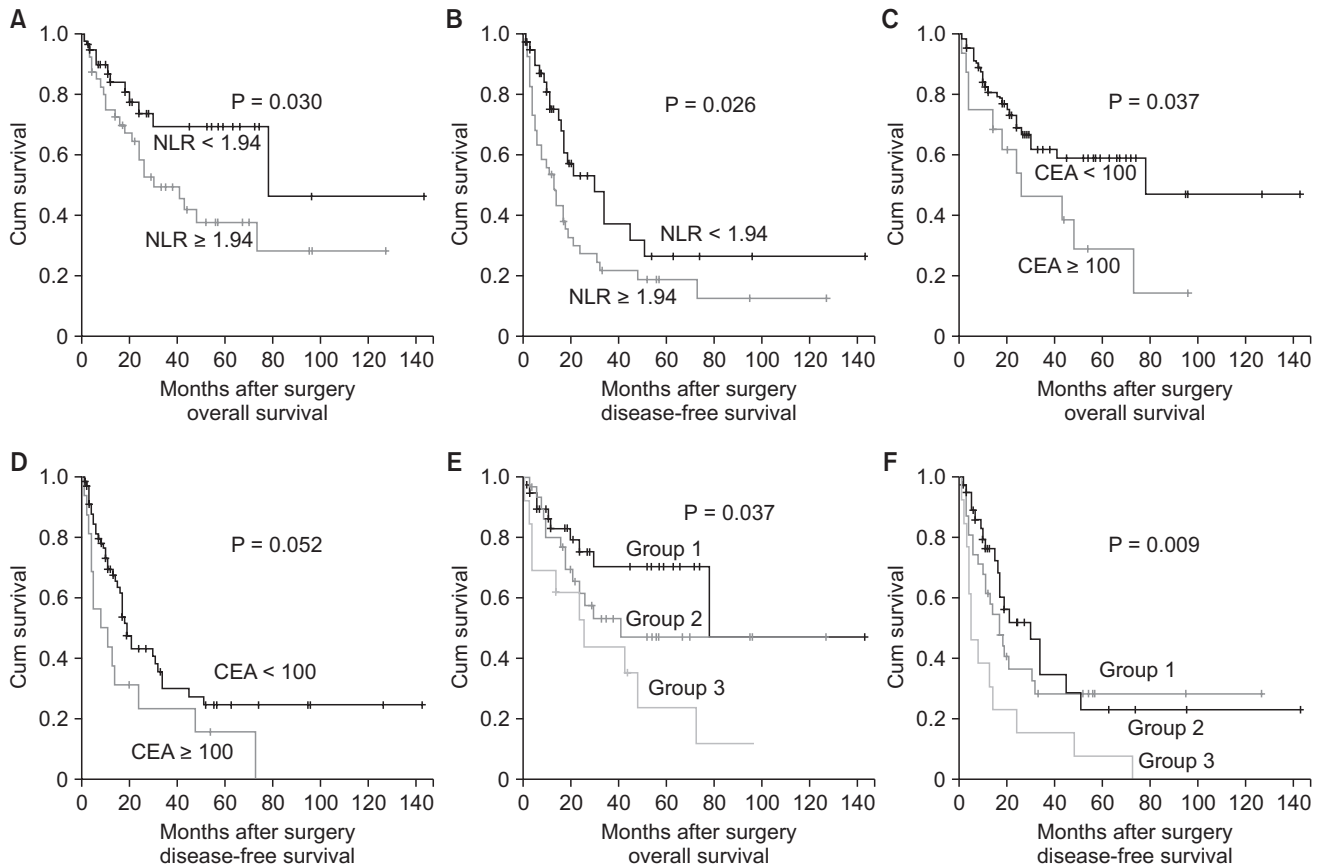 A
1.0
0.8
0.6
0.4
0.2
0
Cum survival
P = 0.030
NLR < 1.94
NLR ≥ 1.94
0 20 40 60 80 100 120 140
Months after surgery
overall survival
B
1.0
0.8
0.6
0.4
0.2
0
Cum survival
P = 0.026
NLR < 1.94
NLR ≥ 1.94
0 20 40 60 80 100 120 140
Months after surgery
disease-free survival
C
1.0
0.8
0.6
0.4
0.2
0
Cum survival
P = 0.037
CEA < 100
CEA ≥ 100
0 20 40 60 80 100 120 140
Months after surgery
overall survival
D
1.0
0.8
0.6
0.4
0.2
0
Cum survival
P = 0.052
CEA < 100
CEA ≥ 100
0 20 40 60 80 100 120 140
Months after surgery
disease-free survival
E
1.0
0.8
0.6
0.4
0.2
0
Cum survival
P = 0.037
Group 1
Group 2
Group 3
0 20 40 60 80 100 120 140
Months after surgery
overall survival
F
1.0
0.8
0.6
0.4
0.2
0
Cum survival
P = 0.009
Group 1
Group 2
Group 3
0 20 40 60 80 100 120 140
Months after surgery
disease-free survival